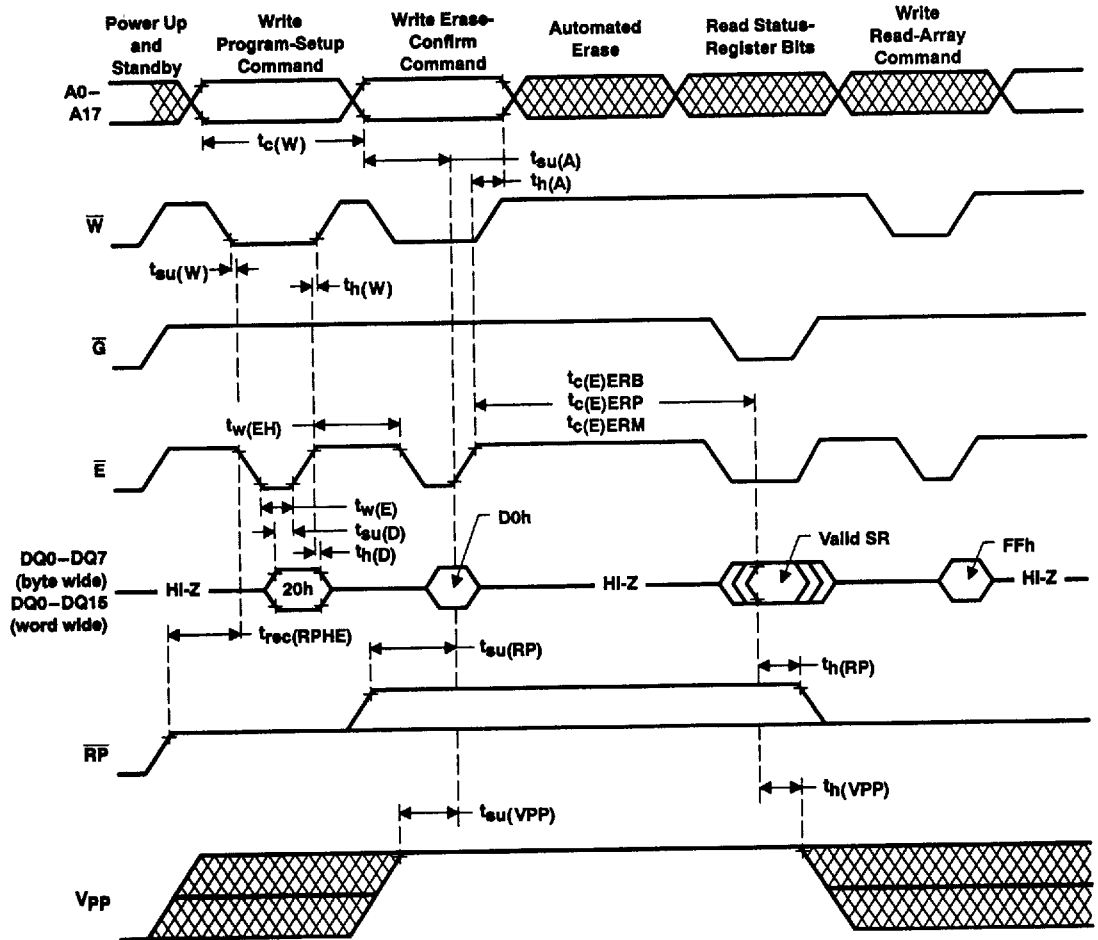 Power Up
and
Standby
Write
Program-Setup
Command
Write Erase-
Confirm
Command
Automated
Erase
Read Status-
Register Bits
Write
Read-Array
Command
A0–
A17
tc(W)
tsu(A)
th(A)
W
tsu(W)
th(W)
G
tc(E)ERB
tc(E)ERP
tc(E)ERM
tw(EH)
E
tw(E)
tsu(D)
th(D)
D0h
Valid SR
FFh
DQ0–DQ7
(byte wide)
DQ0–DQ15
(word wide)
HI-Z
20h
HI-Z
HI-Z
trec(RPHE)
tsu(RP)
th(RP)
RP
th(VPP)
tsu(VPP)
VPP